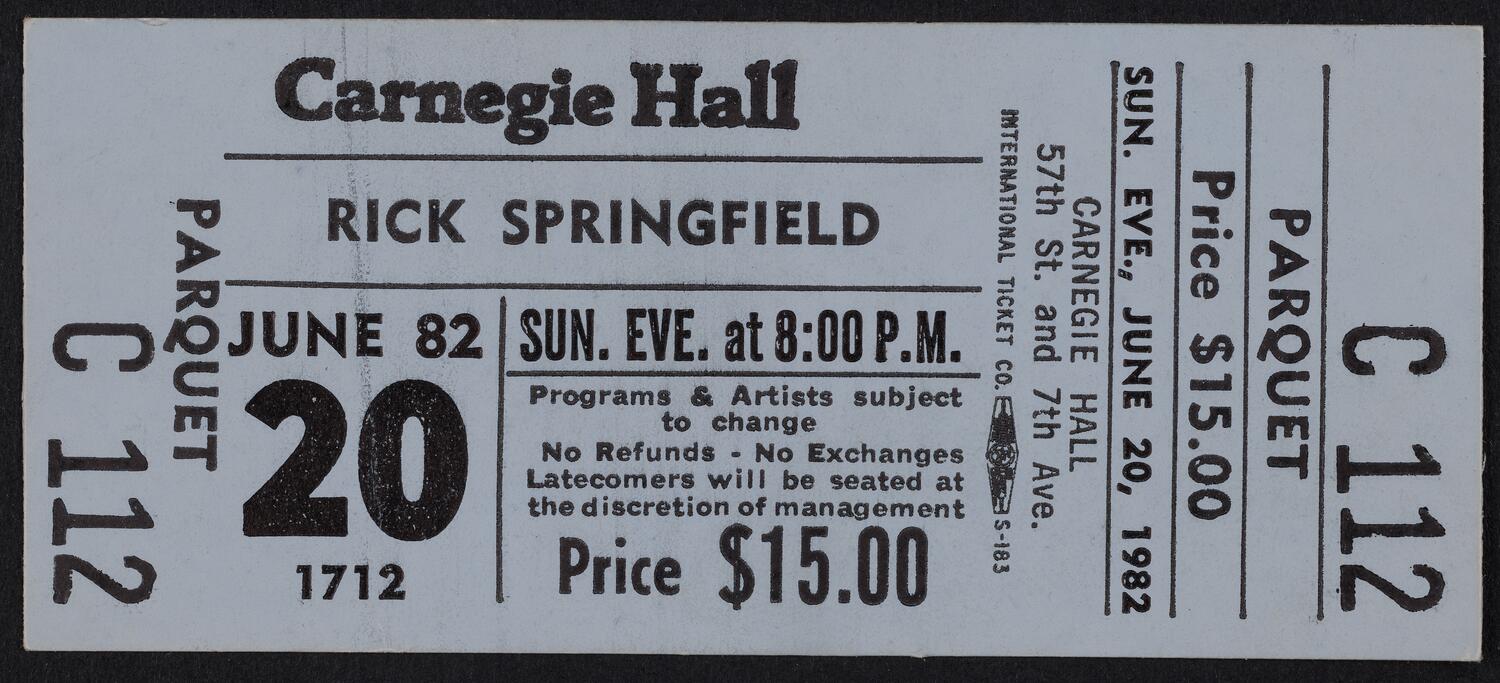 C 112
PARQUET
Carnegie Hall
RICK SPRINGFIELD
JUNE 82
20
1712
SUN. EVE. at 8:00 P.M.
Programs & Artists subject
to change
No Refunds - No Exchanges
Latecomers will be seated at
the discretion of management
Price $15.00
INTERNATIONAL TICKET CO. S-183
57th St. and 7th Ave.
CARNEGIE HALL
SUN. EVE., JUNE 20, 1982
Price $15.00
PARQUET
C 112